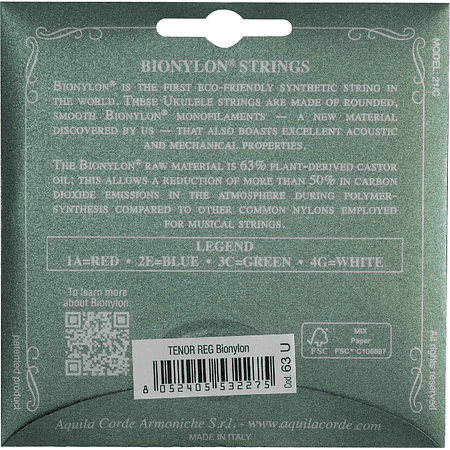 BIONYLON® STRINGS
BIONYLON® IS THE FIRST ECO-FRIENDLY SYNTHETIC STRING IN
THE WORLD. THESE UKULELE STRINGS ARE MADE OF ROUNDED,
SMOOTH BIONYLON® MONOFILAMENTS — A NEW MATERIAL
DISCOVERED BY US — THAT ALSO BOASTS EXCELLENT ACOUSTIC
AND MECHANICAL PROPERTIES.
THE BIONYLON® RAW MATERIAL IS 63% PLANT-DERIVED CASTOR
OIL; THIS ALLOWS A REDUCTION OF MORE THAN 50% IN CARBON
DIOXIDE EMISSIONS IN THE ATMOSPHERE DURING POLYMER-
SYNTHESIS COMPARED TO OTHER COMMON NYLONS EMPLOYED
FOR MUSICAL STRINGS.
LEGEND
1A=RED • 2E=BLUE • 3C=GREEN • 4G=WHITE
To learn more
about Bionylon
MIX
Paper
FSC
FSC® C108867
TENOR REG Bionylon
8 052405 532275
Cod. 63 U
patented product
All rights reserved
Aquila Corde Armoniche S.r.l. - www.aquilacorde.com
MADE IN ITALY